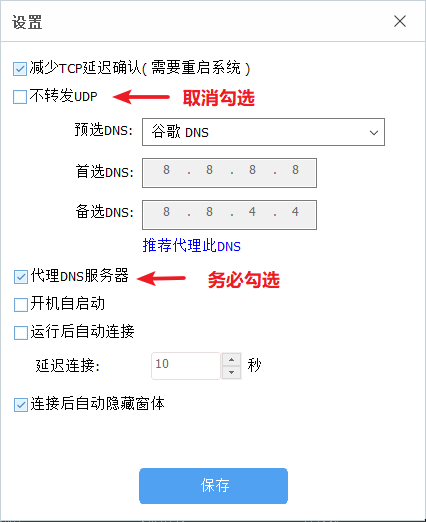 设置
减少TCP延迟确认( 需要重启系统 )
不转发UDP 取消勾选
预选DNS: 谷歌 DNS
首选DNS: 8 . 8 . 8 . 8
备选DNS: 8 . 8 . 4 . 4
推荐代理此DNS
代理DNS服务器 务必勾选
开机自启动
运行后自动连接
延迟连接: 10 秒
连接后自动隐藏窗体
保存